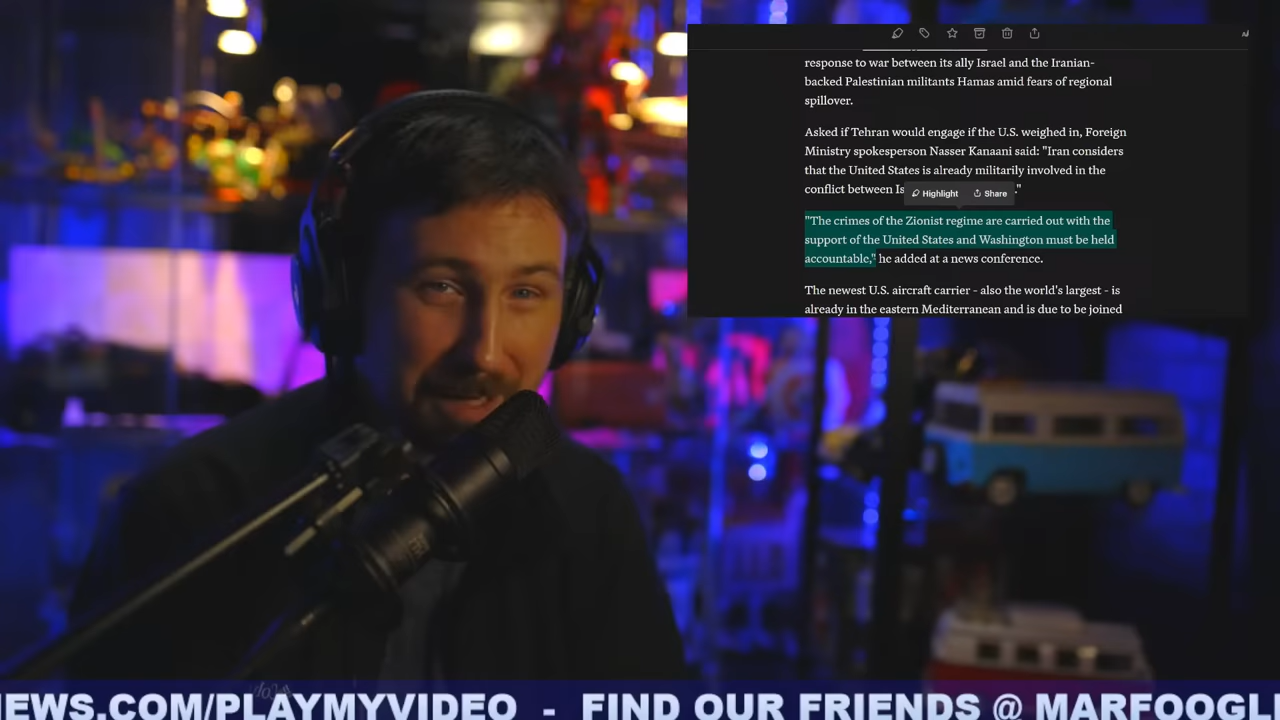 response to war between its ally Israel and the Iranian-
backed Palestinian militants Hamas amid fears of regional
spillover.
Asked if Tehran would engage if the U.S. weighed in, Foreign
Ministry spokesperson Nasser Kanaani said: "Iran considers
that the United States is already militarily involved in the
conflict between Is
Highlight
Share
."
"The crimes of the Zionist regime are carried out with the
support of the United States and Washington must be held
accountable," he added at a news conference.
The newest U.S. aircraft carrier - also the world's largest - is
already in the eastern Mediterranean and is due to be joined
NEWS.COM/PLAYMYVIDEO - FIND OUR FRIENDS @ MARFOOGL